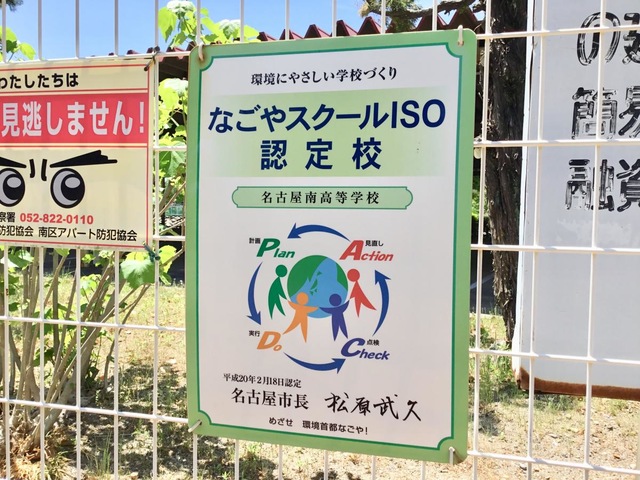 わたしたちは
見逃しません!
察署 052-822-0110
防犯協会 南区アパート防犯協会
環境にやさしい学校づくり
なごやスクールISO
認定校
名古屋南高等学校
計画 Plan
見直し Action
実行 Do
点検 Check
平成20年2月18日認定
名古屋市長 松原武久
めざせ 環境首都なごや!
融資